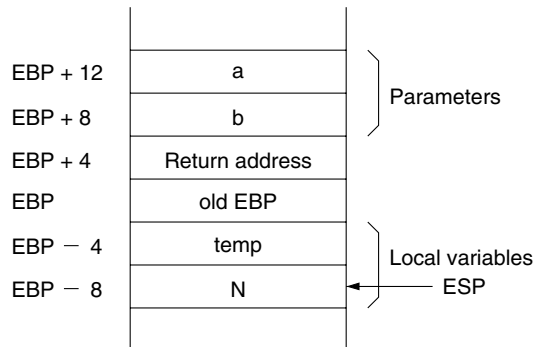 EBP + 12 a
Parameters
EBP + 8 b
EBP + 4 Return address
EBP old EBP
EBP − 4 temp
Local variables
EBP − 8 N ESP